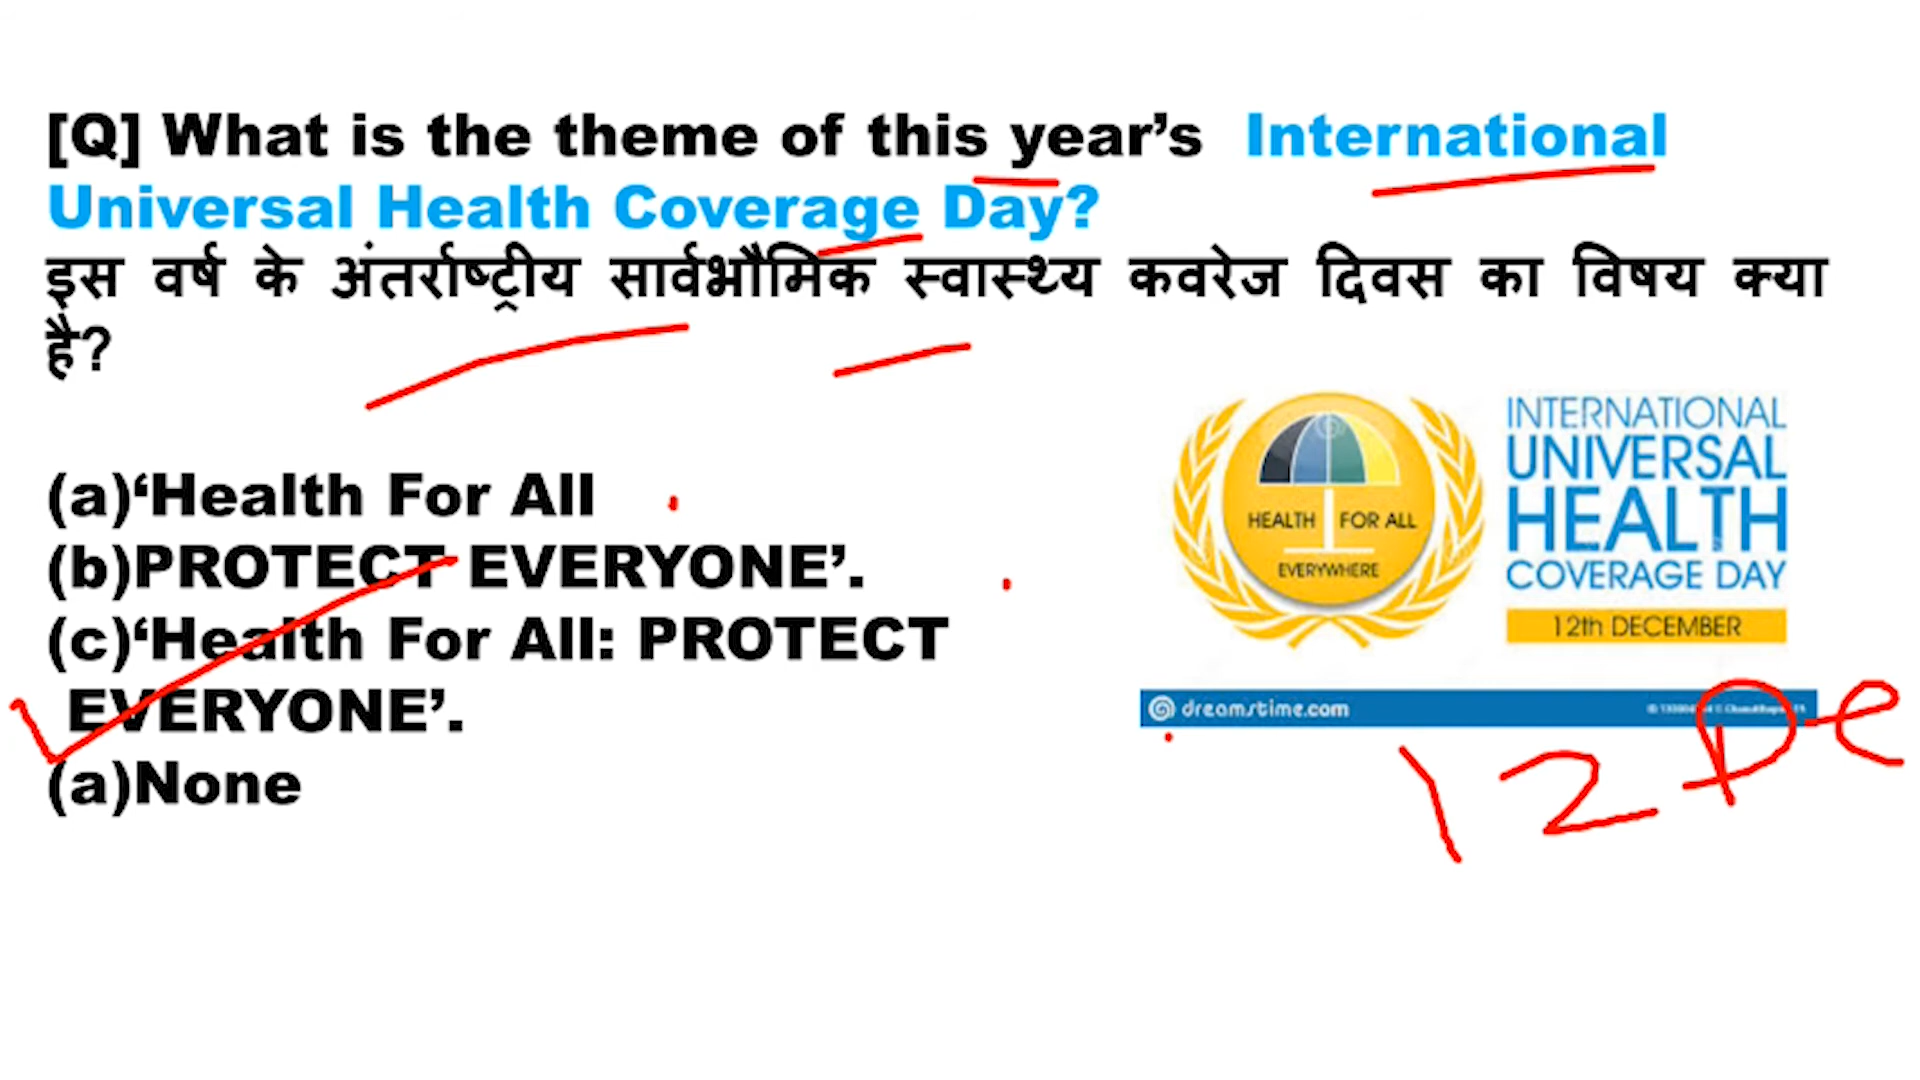 [Q] What is the theme of this year’s International
Universal Health Coverage Day?
इस वर्ष के अंतर्राष्ट्रीय सार्वभौमिक स्वास्थ्य कवरेज दिवस का विषय क्या
है?
(a)‘Health For All
(b)PROTECT EVERYONE’.
(c)‘Health For All: PROTECT
EVERYONE’.
(a)None
HEALTH FOR ALL
EVERYWHERE
INTERNATIONAL
UNIVERSAL
HEALTH
COVERAGE DAY
12th DECEMBER
dreamstime.com
12 De